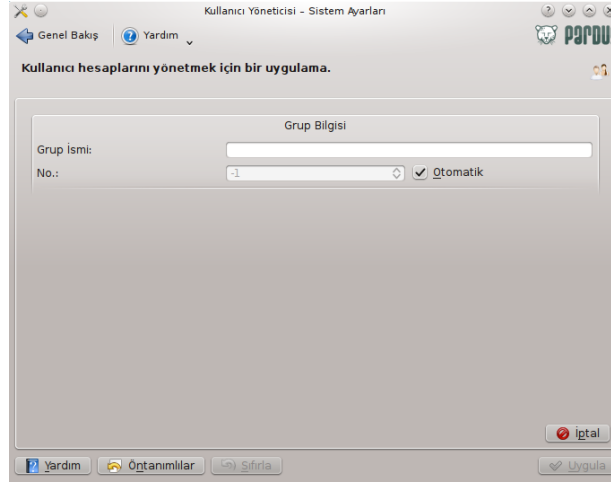 Kullanıcı Yöneticisi – Sistem Ayarları
Genel Bakış Yardım
Kullanıcı hesaplarını yönetmek için bir uygulama.
Grup Bilgisi
Grup İsmi:
No.: -1 Otomatik
İptal
Yardım Öntanımlılar Sıfırla Uygula